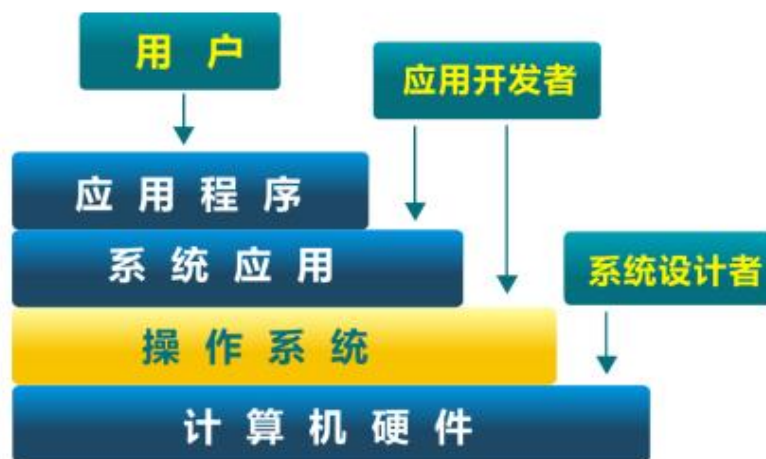 用户
应用开发者
应用程序
系统应用
系统设计者
操作系统
计算机硬件